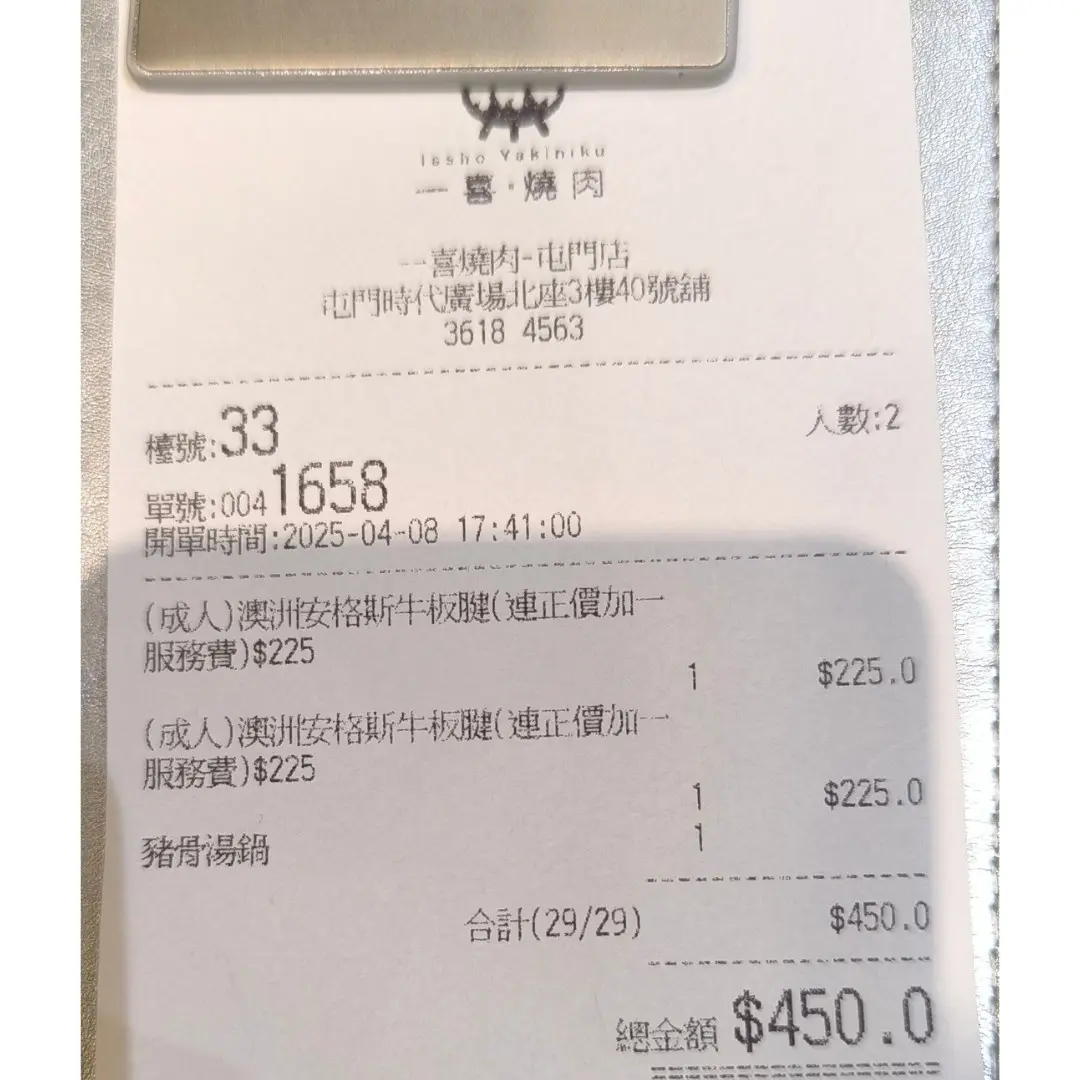 Issho Yakiniku
一喜·燒肉
一喜燒肉-屯門店
屯門時代廣場北座3樓40號舖
3618 4563
人數:2
檯號:33
單號:0041658
開單時間:2025-04-08 17:41:00
(成人)澳洲安格斯牛板腱(連正價加一
服務費)$225
1 $225.0
(成人)澳洲安格斯牛板腱(連正價加一
服務費)$225
1 $225.0
豬骨湯鍋 1
合計(29/29) $450.0
總金額 $450.0